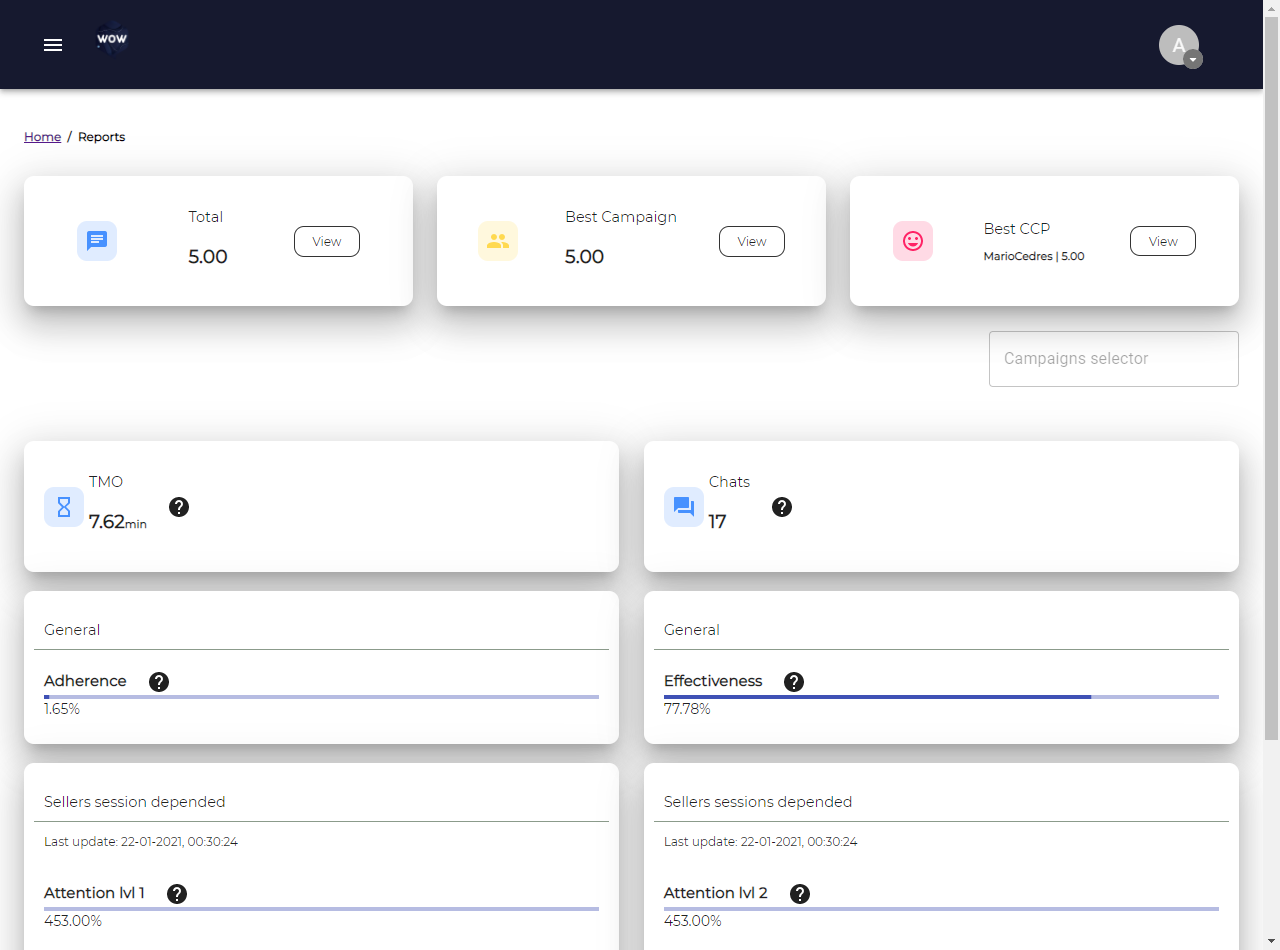 WOW
A
Home / Reports
Total
5.00
View
Best Campaign
5.00
View
Best CCP
MarioCedres | 5.00
View
Campaigns selector
TMO
7.62min
?
Chats
17
?
General
Adherence ?
1.65%
General
Effectiveness ?
77.78%
Sellers session depended
Last update: 22-01-2021, 00:30:24
Attention lvl 1 ?
453.00%
Sellers sessions depended
Last update: 22-01-2021, 00:30:24
Attention lvl 2 ?
453.00%